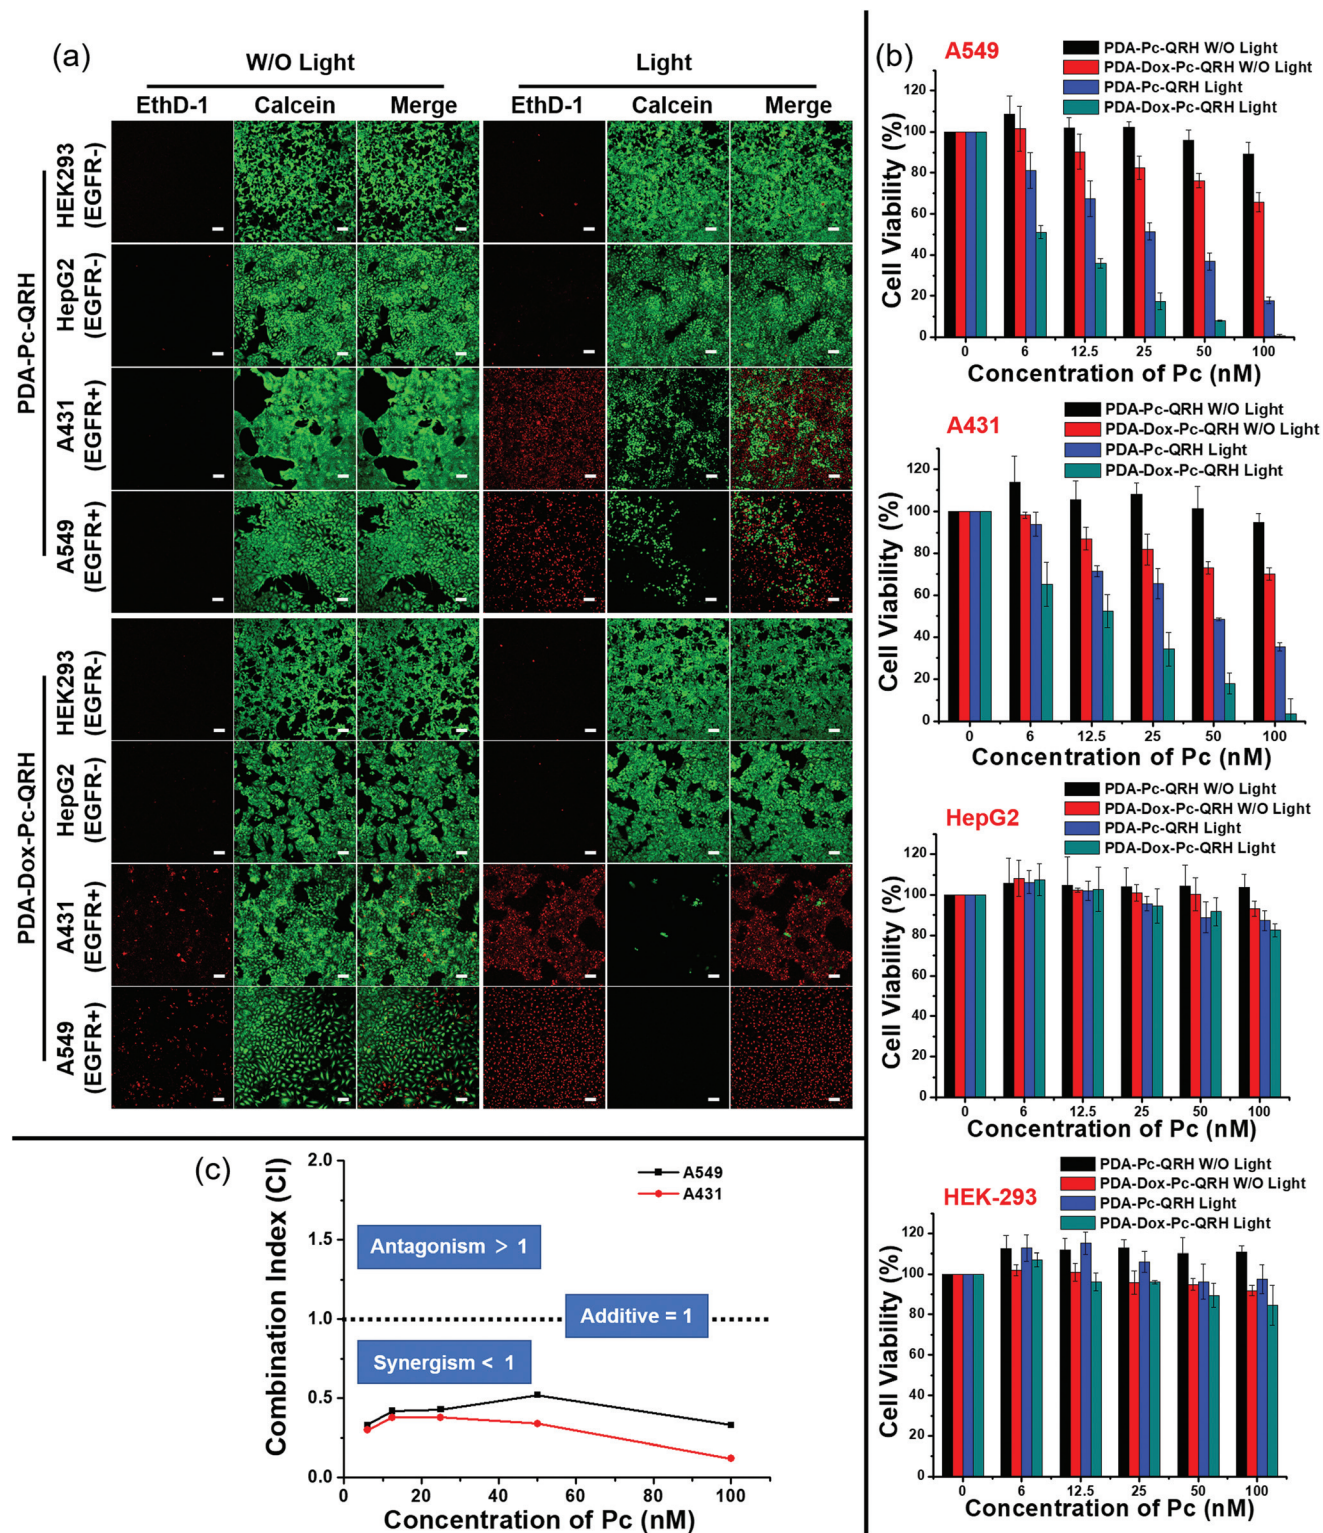 (a)
W/O Light
Light
EthD-1 Calcein Merge EthD-1 Calcein Merge
PDA-Pc-QRH
HEK293
(EGFR-)
HepG2
(EGFR-)
A431
(EGFR+)
A549
(EGFR+)
PDA-Dox-Pc-QRH
HEK293
(EGFR-)
HepG2
(EGFR-)
A431
(EGFR+)
A549
(EGFR+)
(b)
A549
PDA-Pc-QRH W/O Light
PDA-Dox-Pc-QRH W/O Light
PDA-Pc-QRH Light
PDA-Dox-Pc-QRH Light
Cell Viability (%)
120
100
80
60
40
20
0
0 6 12.5 25 50 100
Concentration of Pc (nM)
A431
PDA-Pc-QRH W/O Light
PDA-Dox-Pc-QRH W/O Light
PDA-Pc-QRH Light
PDA-Dox-Pc-QRH Light
Cell Viability (%)
120
100
80
60
40
20
0
0 6 12.5 25 50 100
Concentration of Pc (nM)
HepG2
PDA-Pc-QRH W/O Light
PDA-Dox-Pc-QRH W/O Light
PDA-Pc-QRH Light
PDA-Dox-Pc-QRH Light
Cell Viability (%)
120
100
80
60
40
20
0
0 6 12.5 25 50 100
Concentration of Pc (nM)
HEK-293
PDA-Pc-QRH W/O Light
PDA-Dox-Pc-QRH W/O Light
PDA-Pc-QRH Light
PDA-Dox-Pc-QRH Light
Cell Viability (%)
120
100
80
60
40
20
0
0 6 12.5 25 50 100
Concentration of Pc (nM)
(c)
A549
A431
Combination Index (CI)
2.0
1.5
1.0
0.5
0.0
Antagonism > 1
Additive = 1
Synergism < 1
0 20 40 60 80 100
Concentration of Pc (nM)